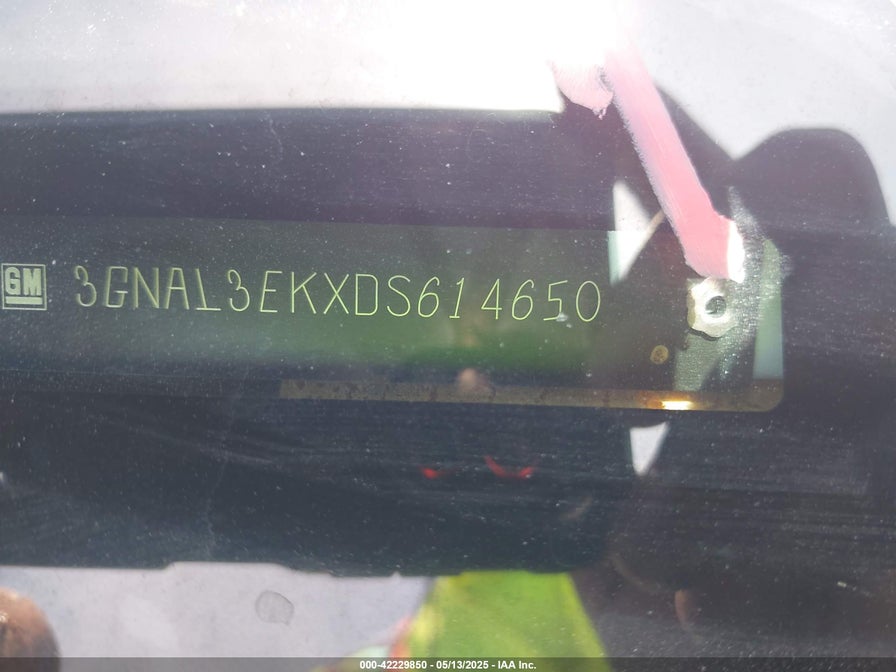 GM 3GNAL3EKXDS614650
000-42229850 - 05/13/2025 - IAA Inc.